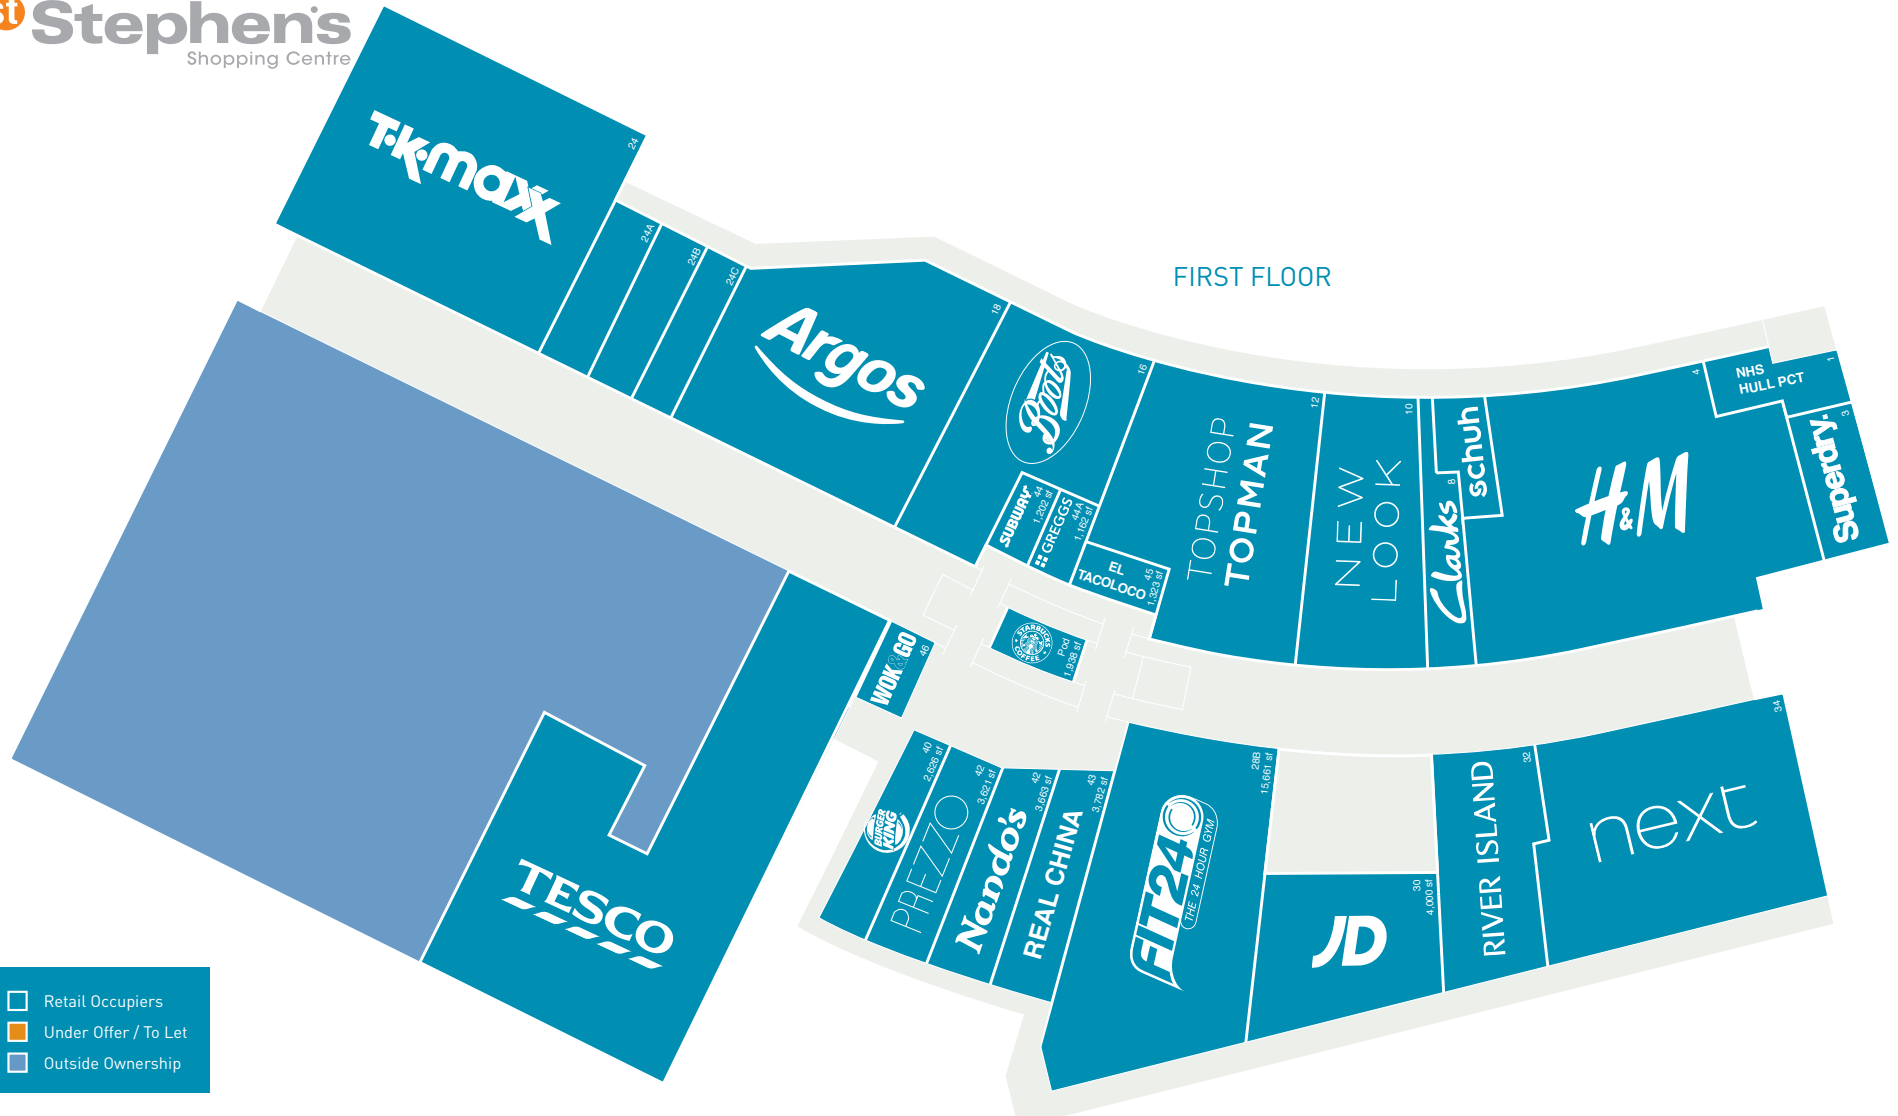 st Stephen's
Shopping Centre
FIRST FLOOR
T·K·maxx
24
24A
24B
24C
Argos
18
Boots
16
SUBWAY
44
1,202 sf
GREGGS
44A
1,162 sf
EL
TACOLOCO
45
1,323 sf
TOPSHOP
TOPMAN
12
NEW
LOOK
10
Clarks
8
schuh
H&M
4
NHS
HULL PCT
1
Superdry.
3
STARBUCKS
COFFEE
Pod
1,938 sf
WOK&GO
46
TESCO
BURGER
KING
40
2,626 sf
PREZZO
42
3,621 sf
Nando's
42
3,663 sf
REAL CHINA
43
3,782 sf
FIT24
THE 24 HOUR GYM
28B
15,661 sf
JD
30
4,000 sf
RIVER ISLAND
32
next
34
Retail Occupiers
Under Offer / To Let
Outside Ownership